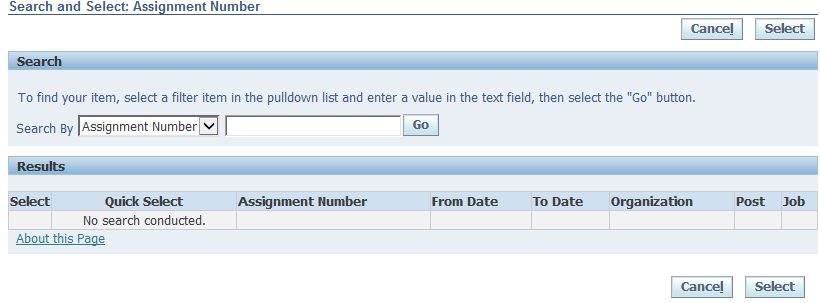 Search and Select: Assignment Number
Cancel Select
Search
To find your item, select a filter item in the pulldown list and enter a value in the text field, then select the "Go" button.
Search By Assignment Number Go
Results
Select Quick Select Assignment Number From Date To Date Organization Post Job
No search conducted.
About this Page
Cancel Select